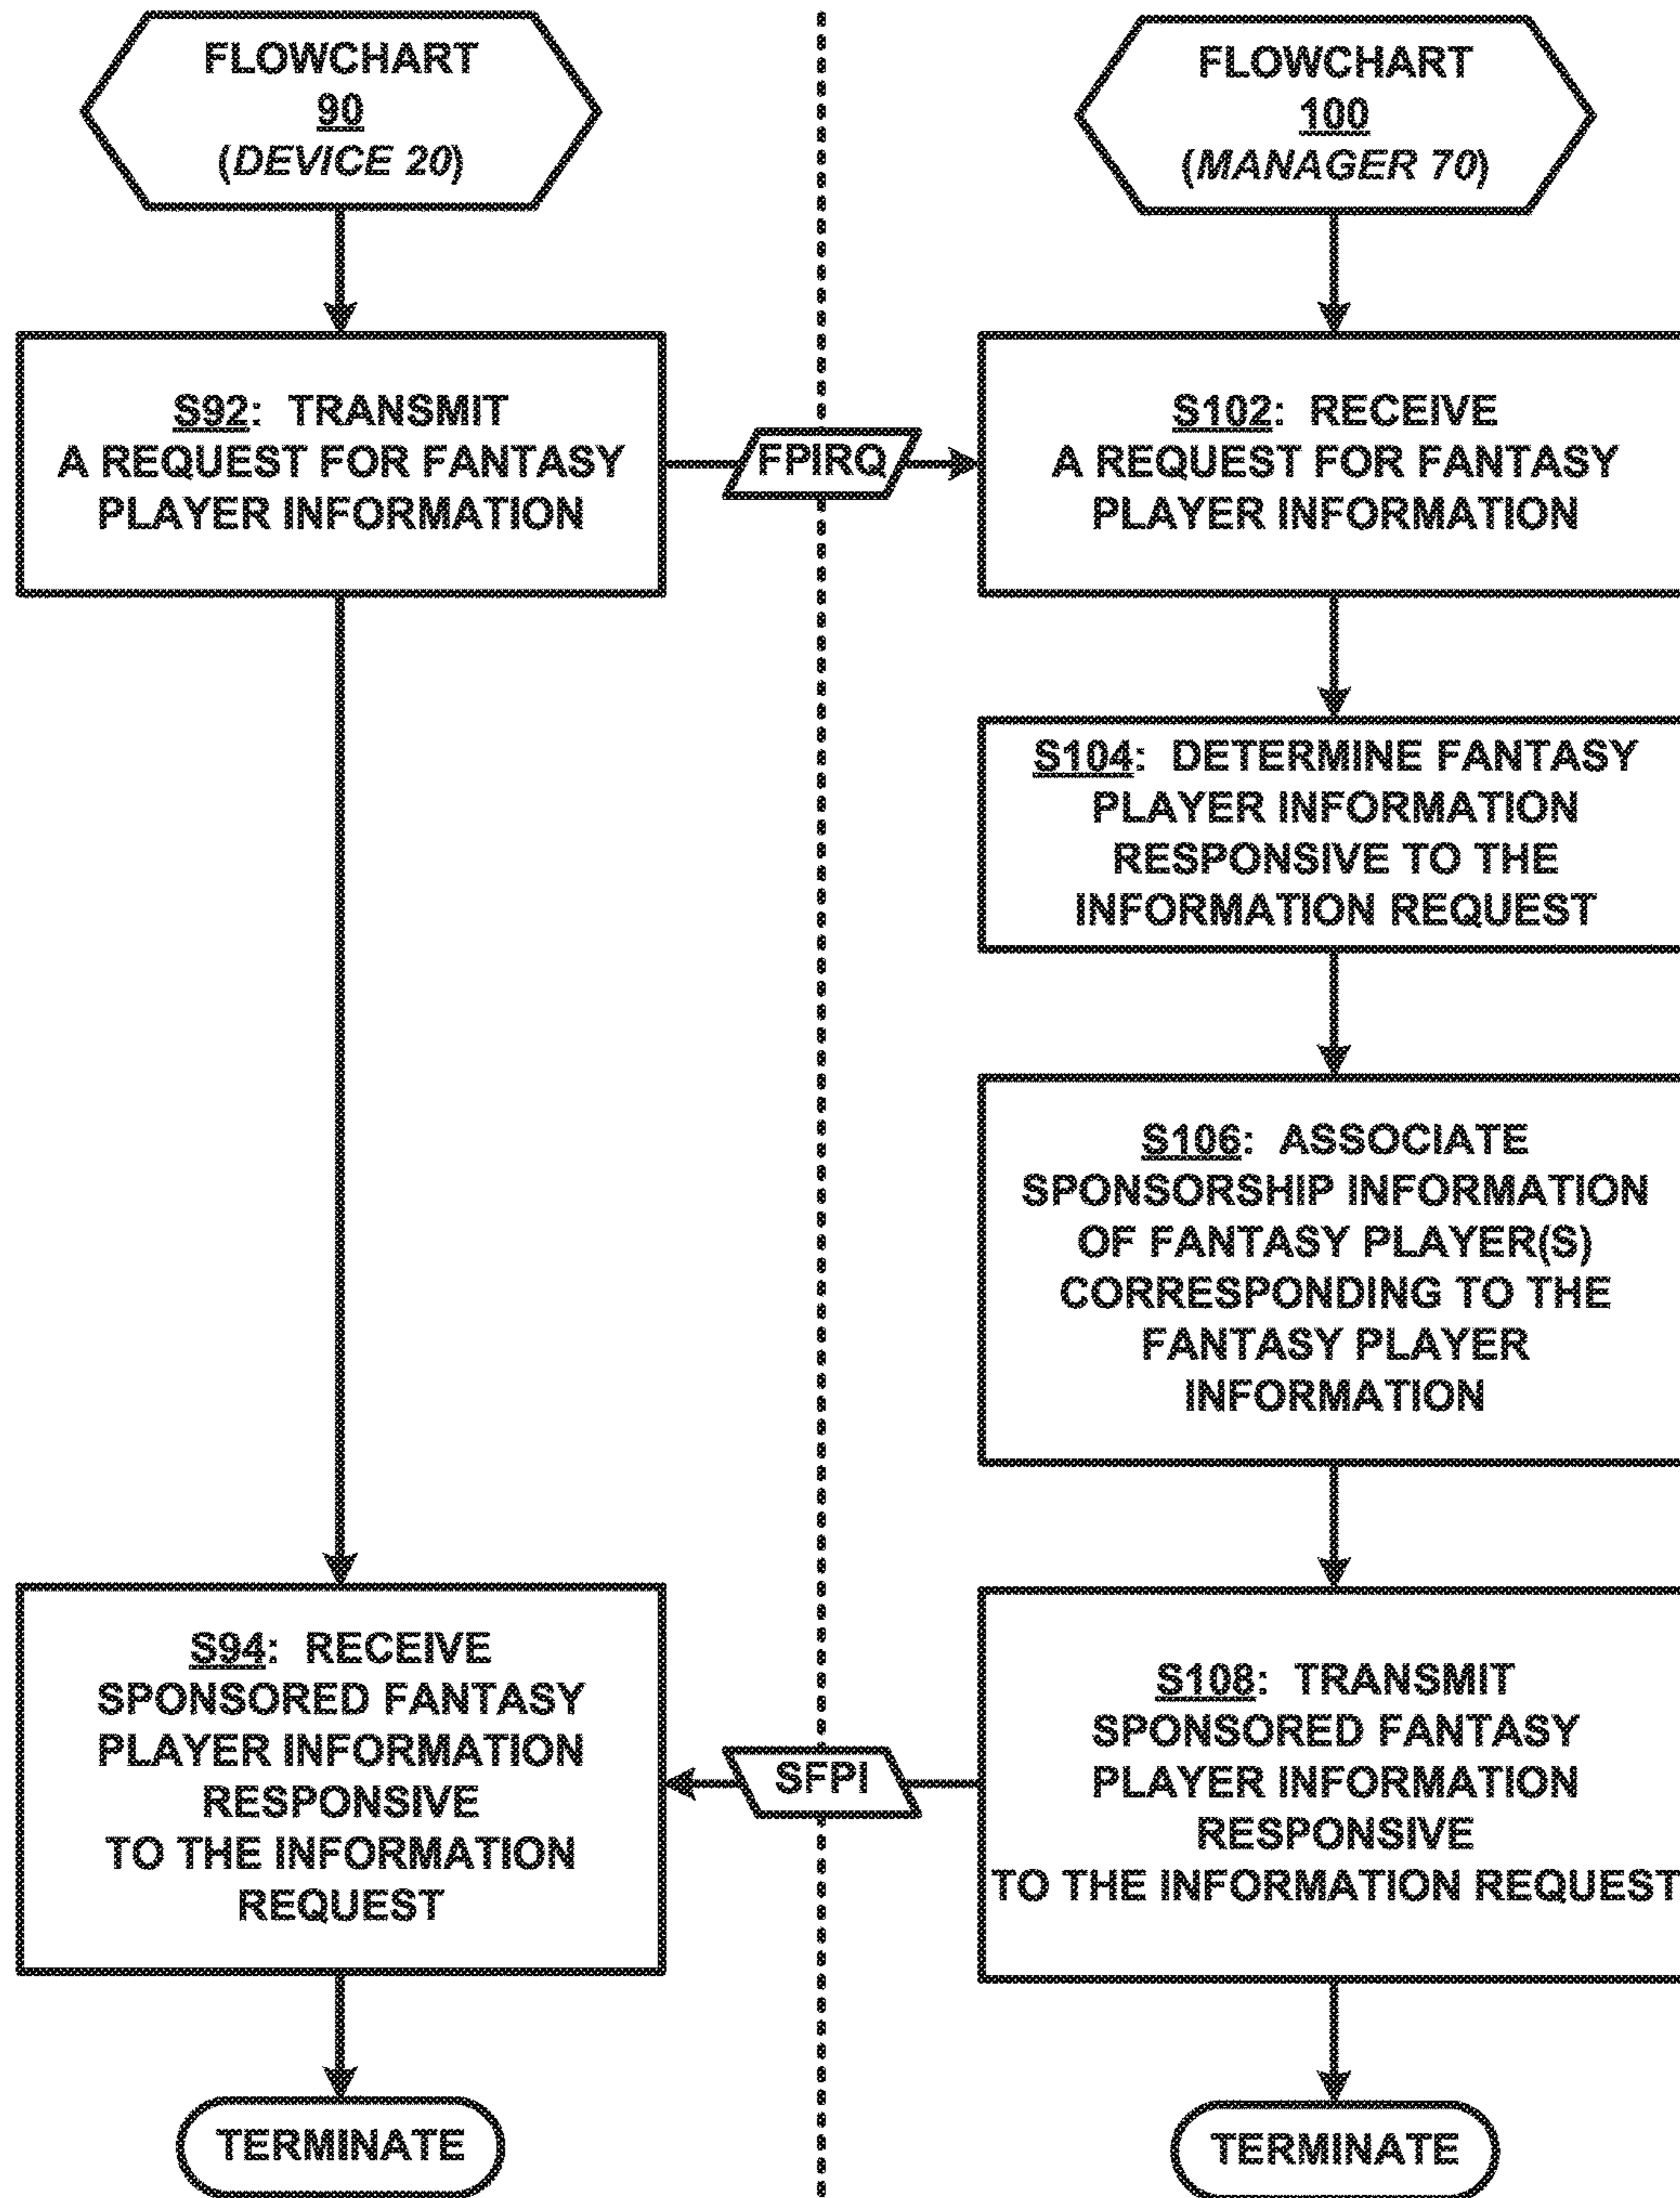 FLOWCHART
90
(DEVICE 20)
S92: TRANSMIT
A REQUEST FOR FANTASY
PLAYER INFORMATION
S94: RECEIVE
SPONSORED FANTASY
PLAYER INFORMATION
RESPONSIVE
TO THE INFORMATION
REQUEST
TERMINATE
FPIRQ
SFPI
FLOWCHART
100
(MANAGER 70)
S102: RECEIVE
A REQUEST FOR FANTASY
PLAYER INFORMATION
S104: DETERMINE FANTASY
PLAYER INFORMATION
RESPONSIVE TO THE
INFORMATION REQUEST
S106: ASSOCIATE
SPONSORSHIP INFORMATION
OF FANTASY PLAYER(S)
CORRESPONDING TO THE
FANTASY PLAYER
INFORMATION
S108: TRANSMIT
SPONSORED FANTASY
PLAYER INFORMATION
RESPONSIVE
TO THE INFORMATION REQUEST
TERMINATE